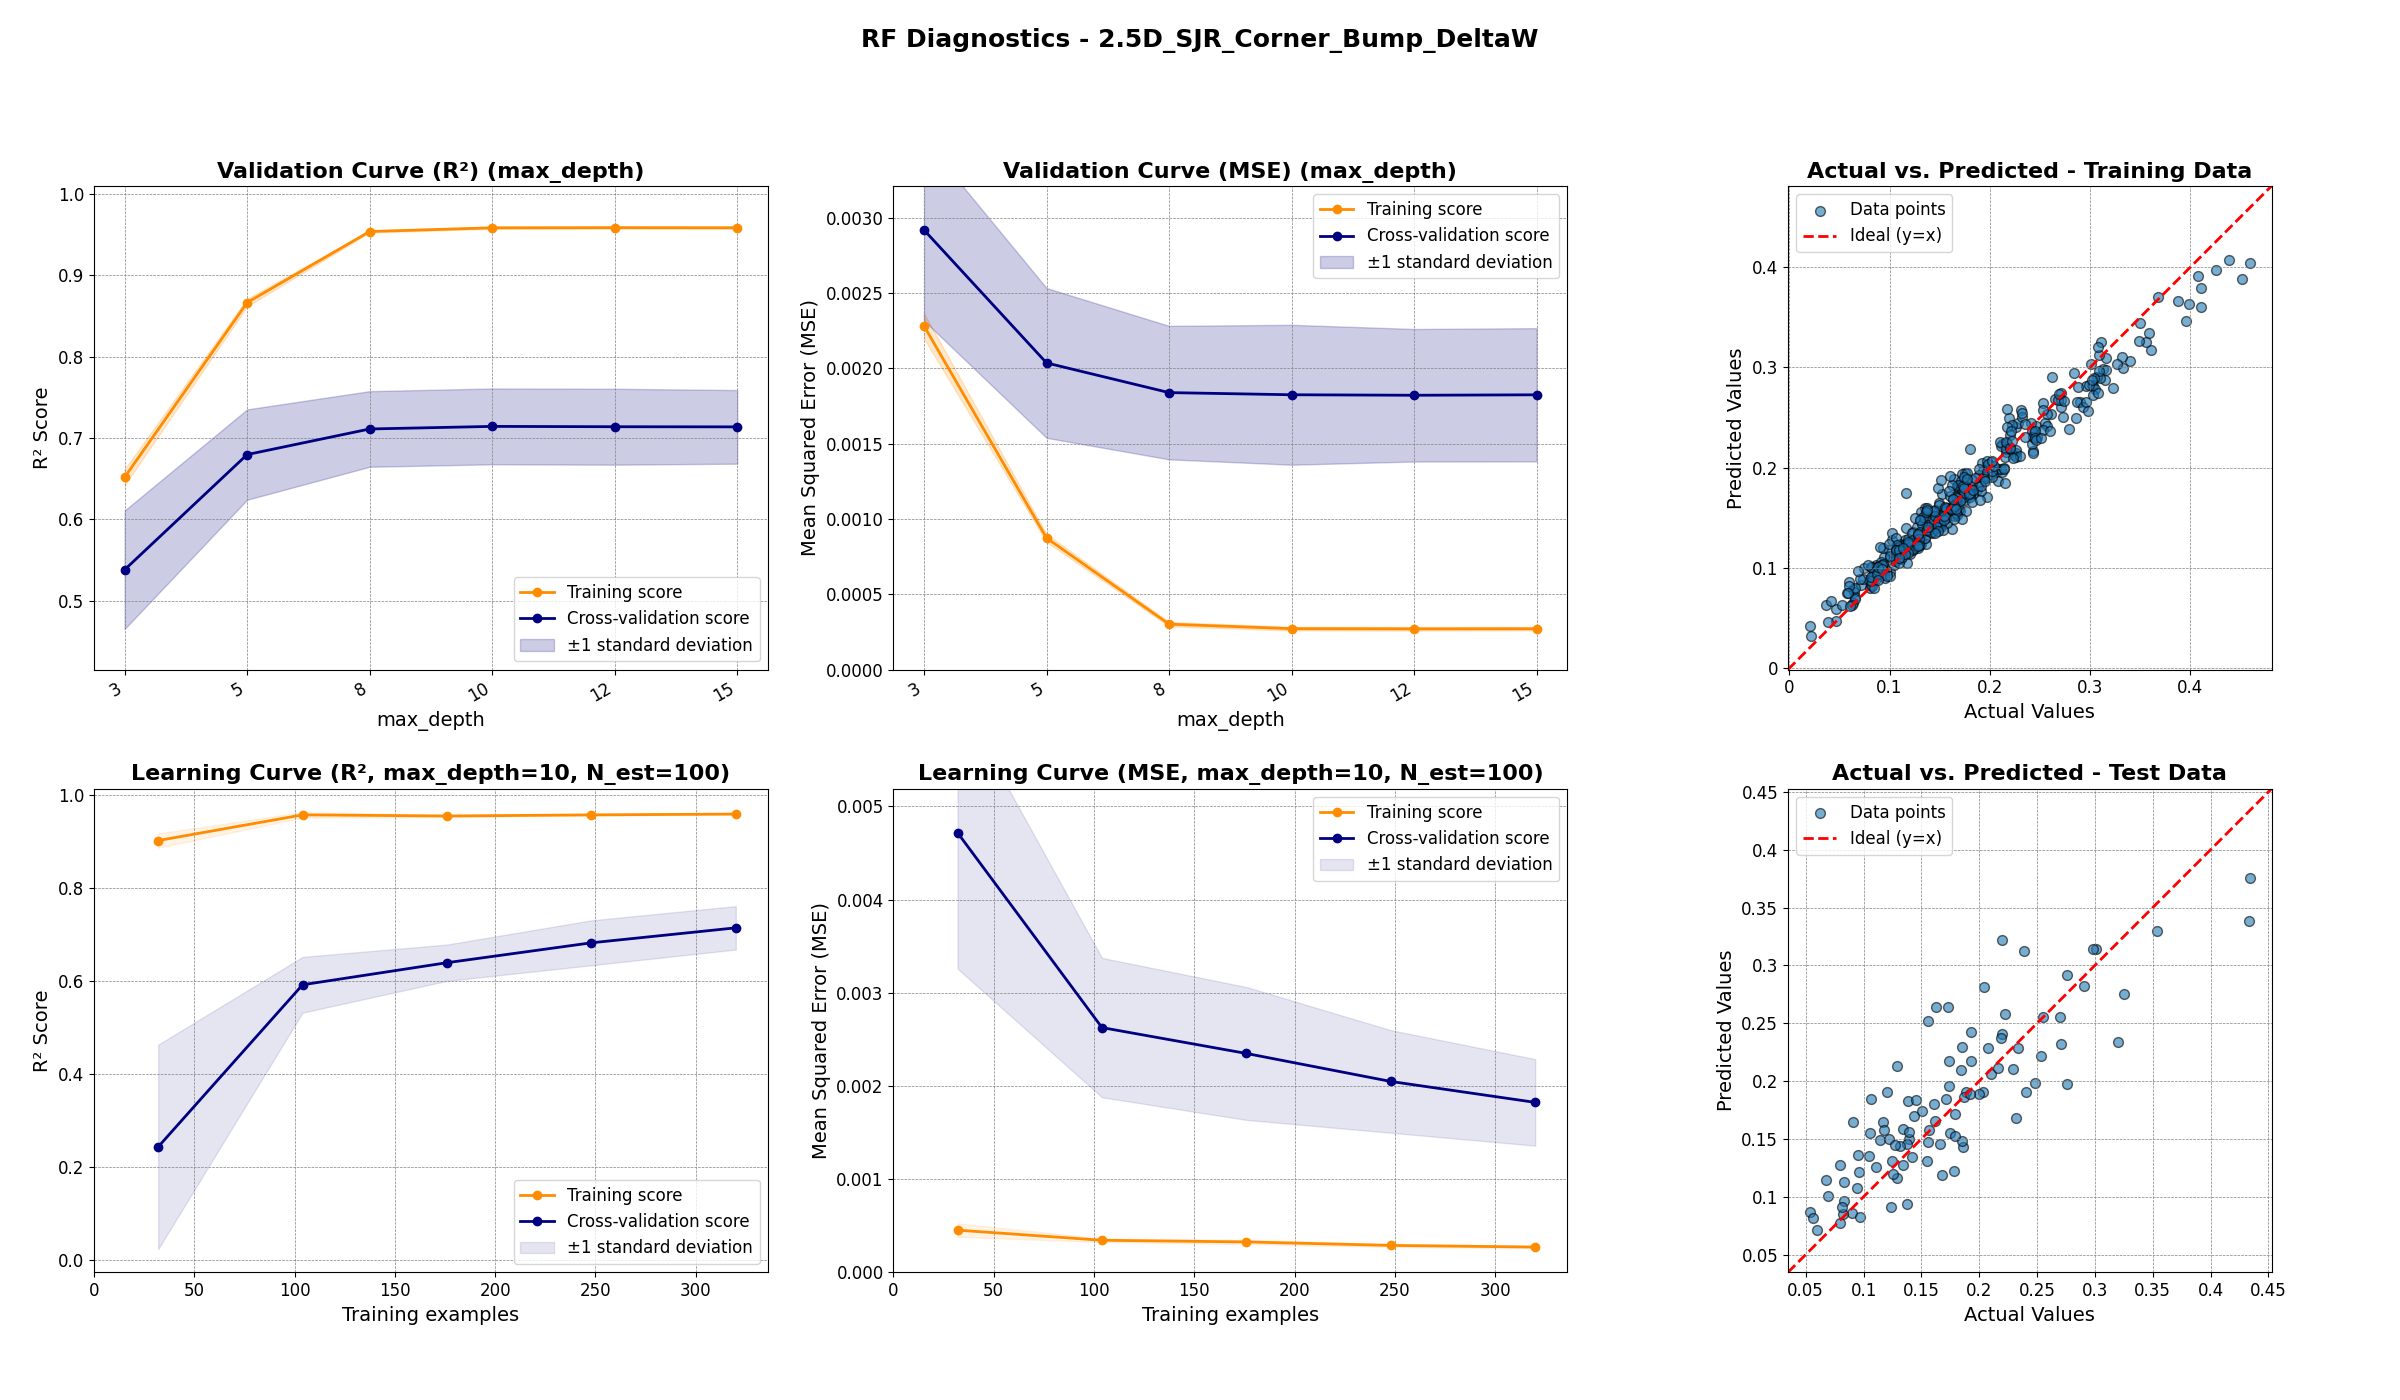 RF Diagnostics - 2.5D_SJR_Corner_Bump_DeltaW
Validation Curve (R²) (max_depth)
R² Score
1.0
0.9
0.8
0.7
0.6
0.5
Training score
Cross-validation score
±1 standard deviation
3 5 8 10 12 15
max_depth
Validation Curve (MSE) (max_depth)
Mean Squared Error (MSE)
0.0030
0.0025
0.0020
0.0015
0.0010
0.0005
0.0000
Training score
Cross-validation score
±1 standard deviation
3 5 8 10 12 15
max_depth
Actual vs. Predicted - Training Data
Predicted Values
0.4
0.3
0.2
0.1
0
Data points
Ideal (y=x)
0 0.1 0.2 0.3 0.4
Actual Values
Learning Curve (R², max_depth=10, N_est=100)
R² Score
1.0
0.8
0.6
0.4
0.2
0.0
Training score
Cross-validation score
±1 standard deviation
0 50 100 150 200 250 300
Training examples
Learning Curve (MSE, max_depth=10, N_est=100)
Mean Squared Error (MSE)
0.005
0.004
0.003
0.002
0.001
0.000
Training score
Cross-validation score
±1 standard deviation
0 50 100 150 200 250 300
Training examples
Actual vs. Predicted - Test Data
Predicted Values
0.45
0.4
0.35
0.3
0.25
0.2
0.15
0.1
0.05
Data points
Ideal (y=x)
0.05 0.1 0.15 0.2 0.25 0.3 0.35 0.4 0.45
Actual Values